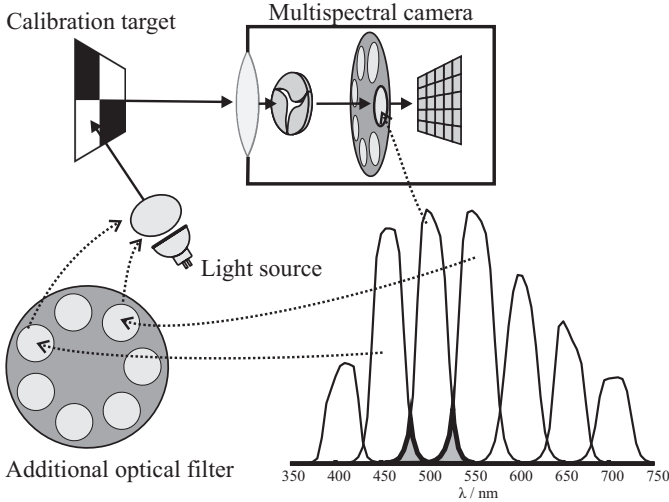 Multispectral camera
Calibration target
Light source
Additional optical filter
350 400 450 500 550 600 650 700 750
λ / nm